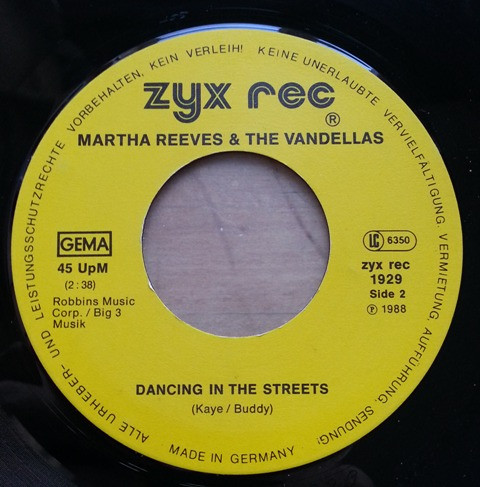 ALLE URHEBER- UND LEISTUNGSSCHUTZRECHTE VORBEHALTEN, KEIN VERLEIH! KEINE UNERLAUBTE VERVIELFÄLTIGUNG, VERMIETUNG, AUFFÜHRUNG, SENDUNG!
zyx rec
®
MARTHA REEVES & THE VANDELLAS
GEMA
45 UpM
(2:38)
Robbins Music
Corp. / Big 3
Musik
LC 6350
zyx rec
1929
Side 2
℗ 1988
DANCING IN THE STREETS
(Kaye / Buddy)
MADE IN GERMANY